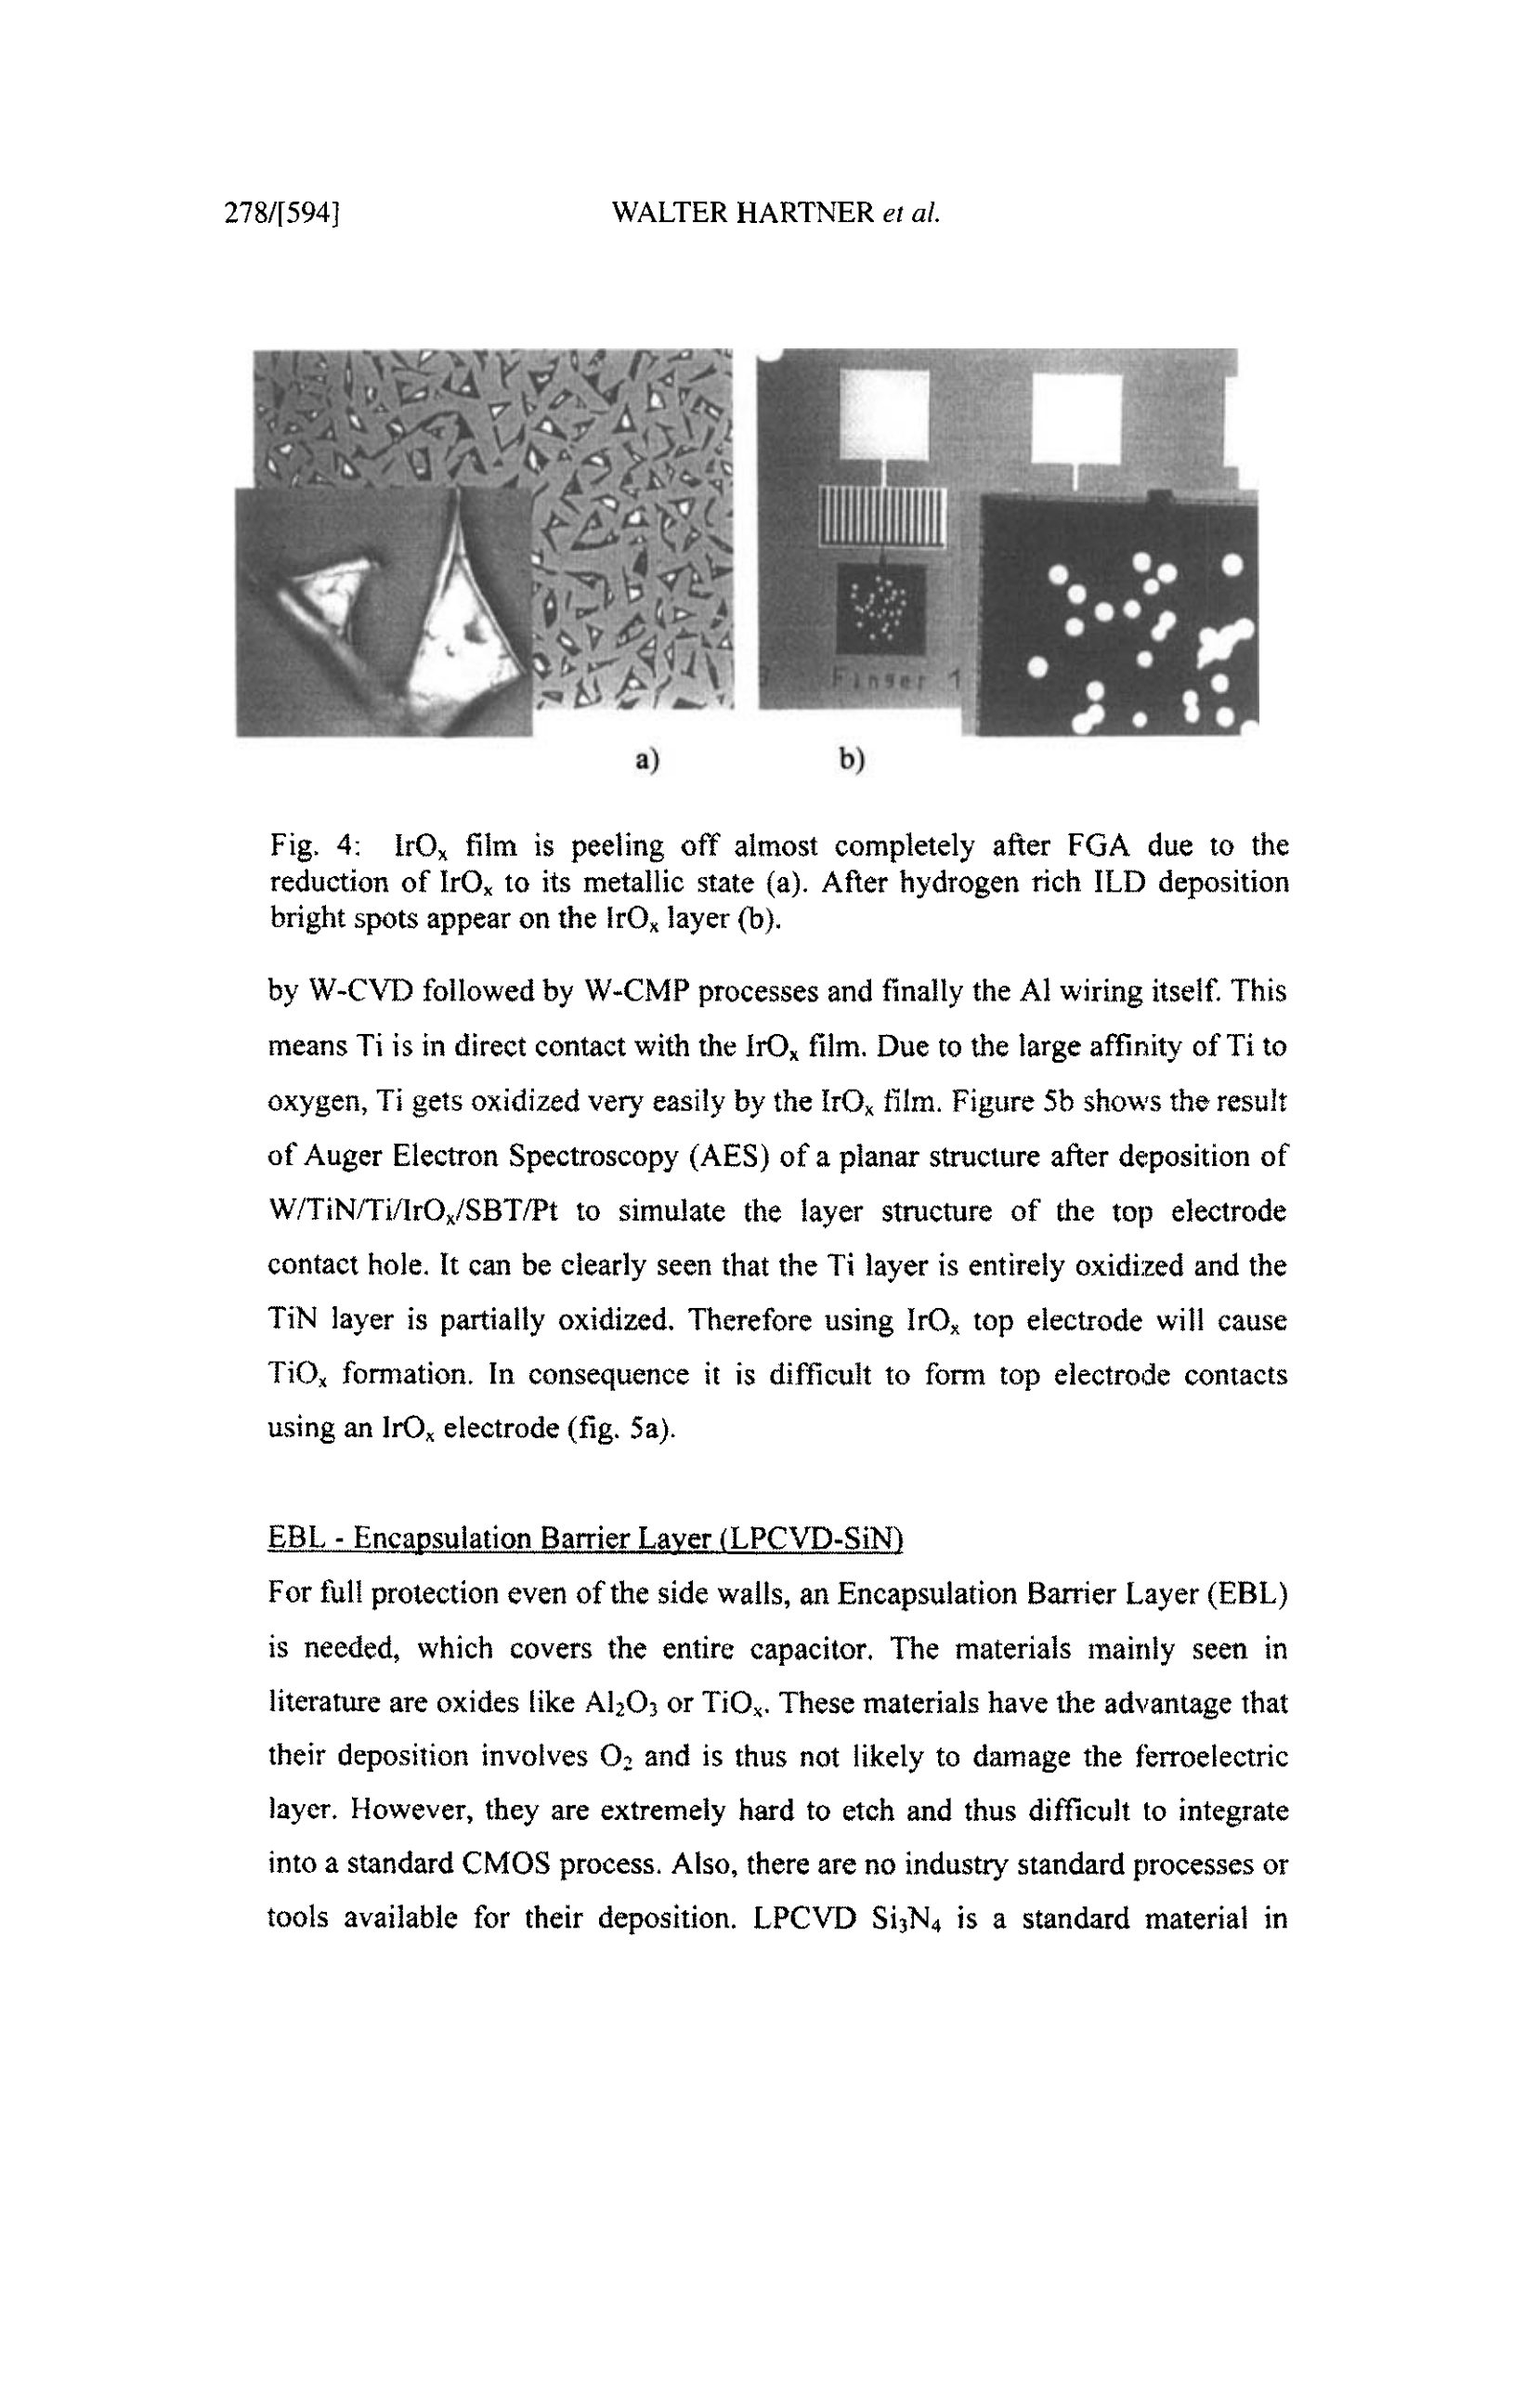 278/[594]
WALTER HARTNER et al.
Finger 1
a)
b)
Fig. 4: IrOₓ film is peeling off almost completely after FGA due to the
reduction of IrOₓ to its metallic state (a). After hydrogen rich ILD deposition
bright spots appear on the IrOₓ layer (b).
by W-CVD followed by W-CMP processes and finally the Al wiring itself. This
means Ti is in direct contact with the IrOₓ film. Due to the large affinity of Ti to
oxygen, Ti gets oxidized very easily by the IrOₓ film. Figure 5b shows the result
of Auger Electron Spectroscopy (AES) of a planar structure after deposition of
W/TiN/Ti/IrOₓ/SBT/Pt to simulate the layer structure of the top electrode
contact hole. It can be clearly seen that the Ti layer is entirely oxidized and the
TiN layer is partially oxidized. Therefore using IrOₓ top electrode will cause
TiOₓ formation. In consequence it is difficult to form top electrode contacts
using an IrOₓ electrode (fig. 5a).
EBL - Encapsulation Barrier Layer (LPCVD-SiN)
For full protection even of the side walls, an Encapsulation Barrier Layer (EBL)
is needed, which covers the entire capacitor. The materials mainly seen in
literature are oxides like Al₂O₃ or TiOₓ. These materials have the advantage that
their deposition involves O₂ and is thus not likely to damage the ferroelectric
layer. However, they are extremely hard to etch and thus difficult to integrate
into a standard CMOS process. Also, there are no industry standard processes or
tools available for their deposition. LPCVD Si₃N₄ is a standard material in